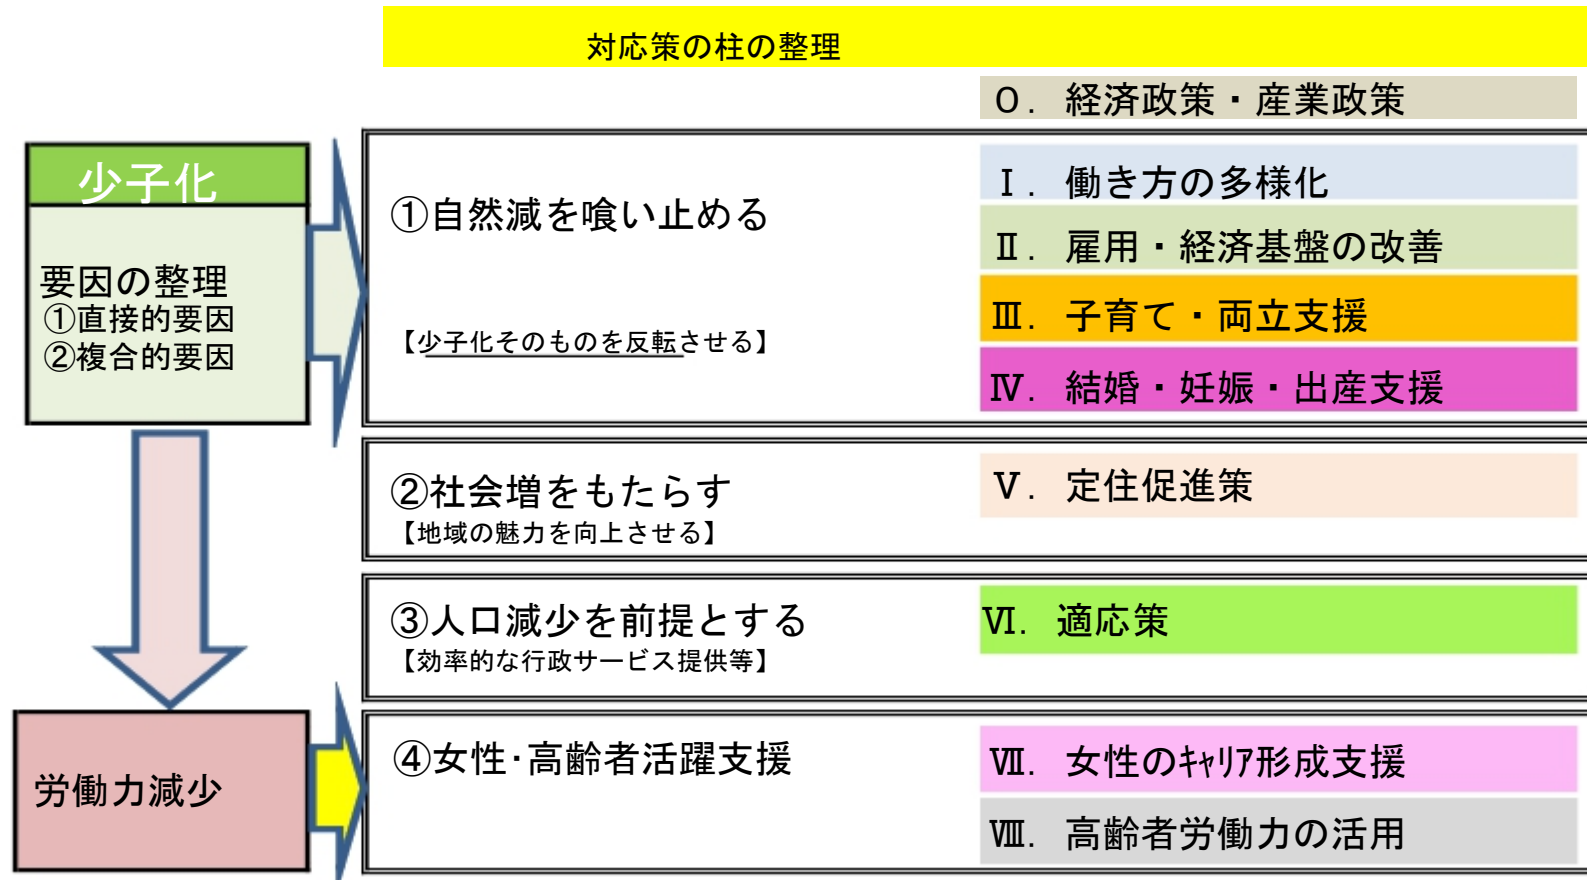 対応策の柱の整理
０．経済政策・産業政策
少子化
要因の整理
①直接的要因
②複合的要因
①自然減を喰い止める
【少子化そのものを反転させる】
Ⅰ．働き方の多様化
Ⅱ．雇用・経済基盤の改善
Ⅲ．子育て・両立支援
Ⅳ．結婚・妊娠・出産支援
②社会増をもたらす
【地域の魅力を向上させる】
Ⅴ．定住促進策
③人口減少を前提とする
【効率的な行政サービス提供等】
Ⅵ．適応策
労働力減少
④女性・高齢者活躍支援
Ⅶ．女性のｷｬﾘｱ形成支援
Ⅷ．高齢者労働力の活用